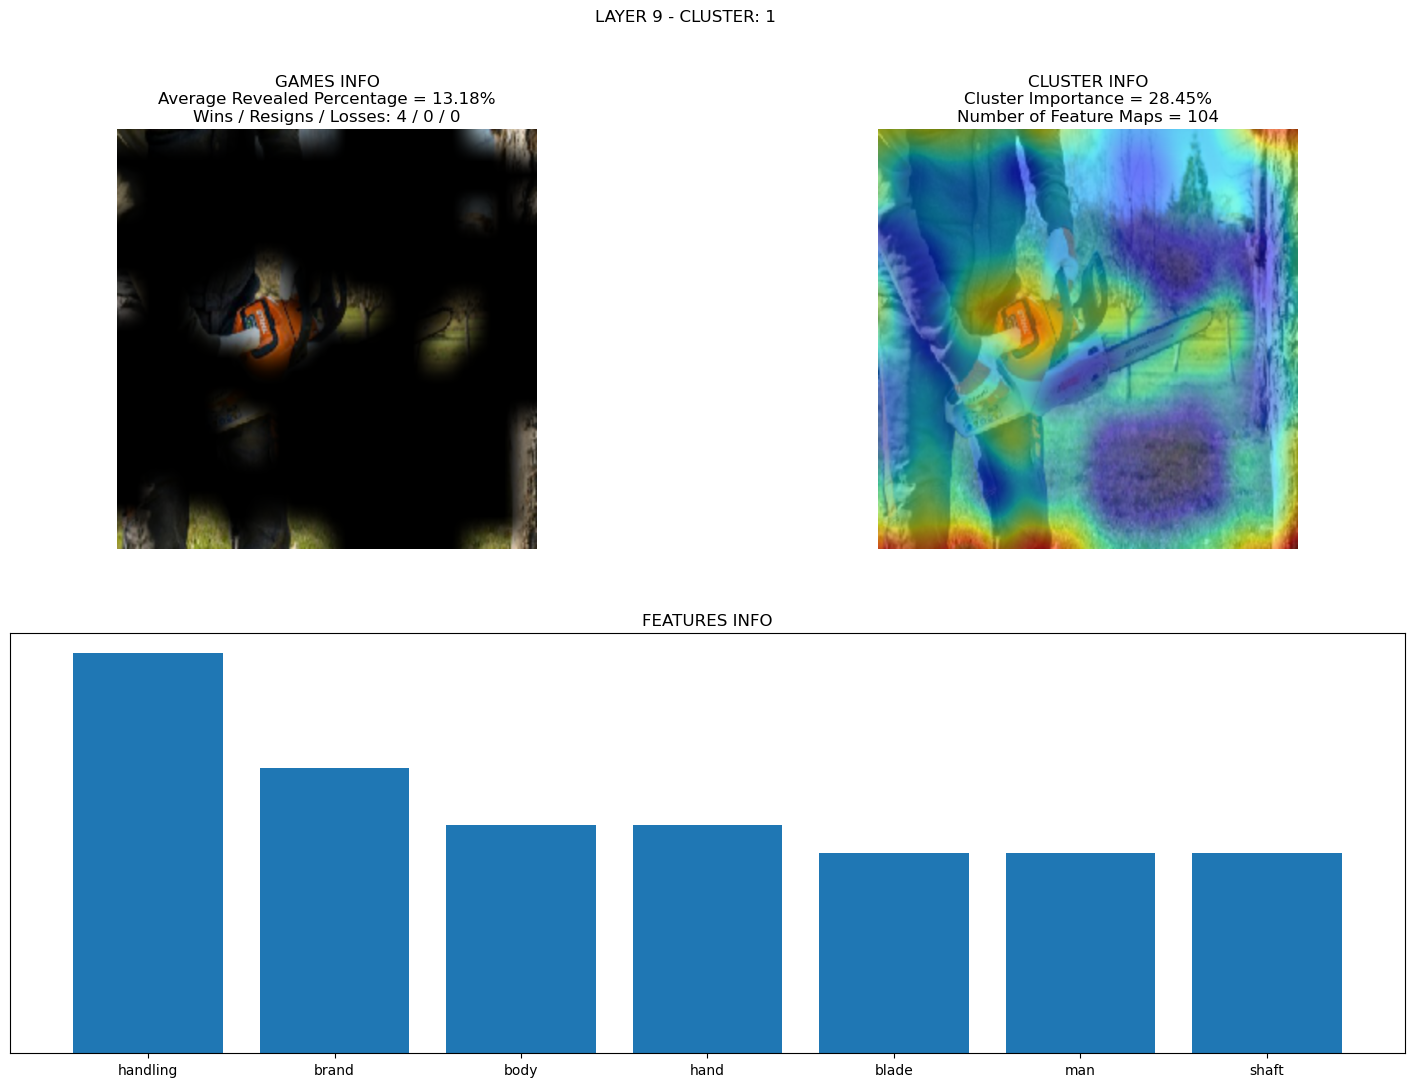 LAYER 9 - CLUSTER: 1
GAMES INFO
Average Revealed Percentage = 13.18%
Wins / Resigns / Losses: 4 / 0 / 0
CLUSTER INFO
Cluster Importance = 28.45%
Number of Feature Maps = 104
FEATURES INFO
handling
brand
body
hand
blade
man
shaft